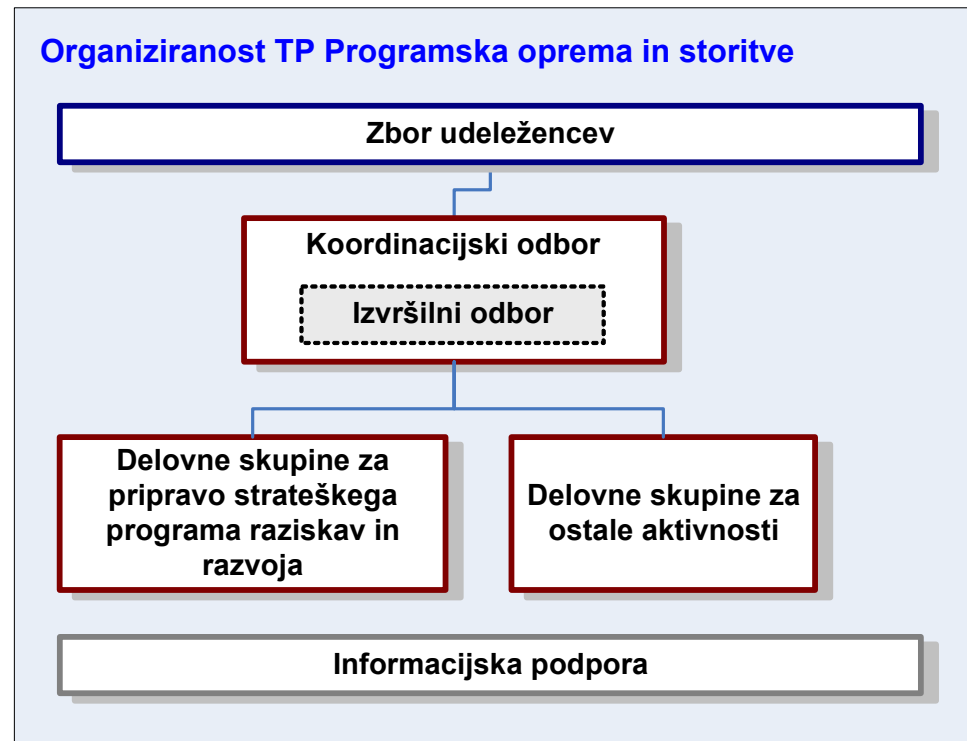 Organiziranost TP Programska oprema in storitve
Zbor udeležencev
Koordinacijski odbor
Izvršilni odbor
Delovne skupine za
pripravo strateškega
programa raziskav in
razvoja
Delovne skupine za
ostale aktivnosti
Informacijska podpora